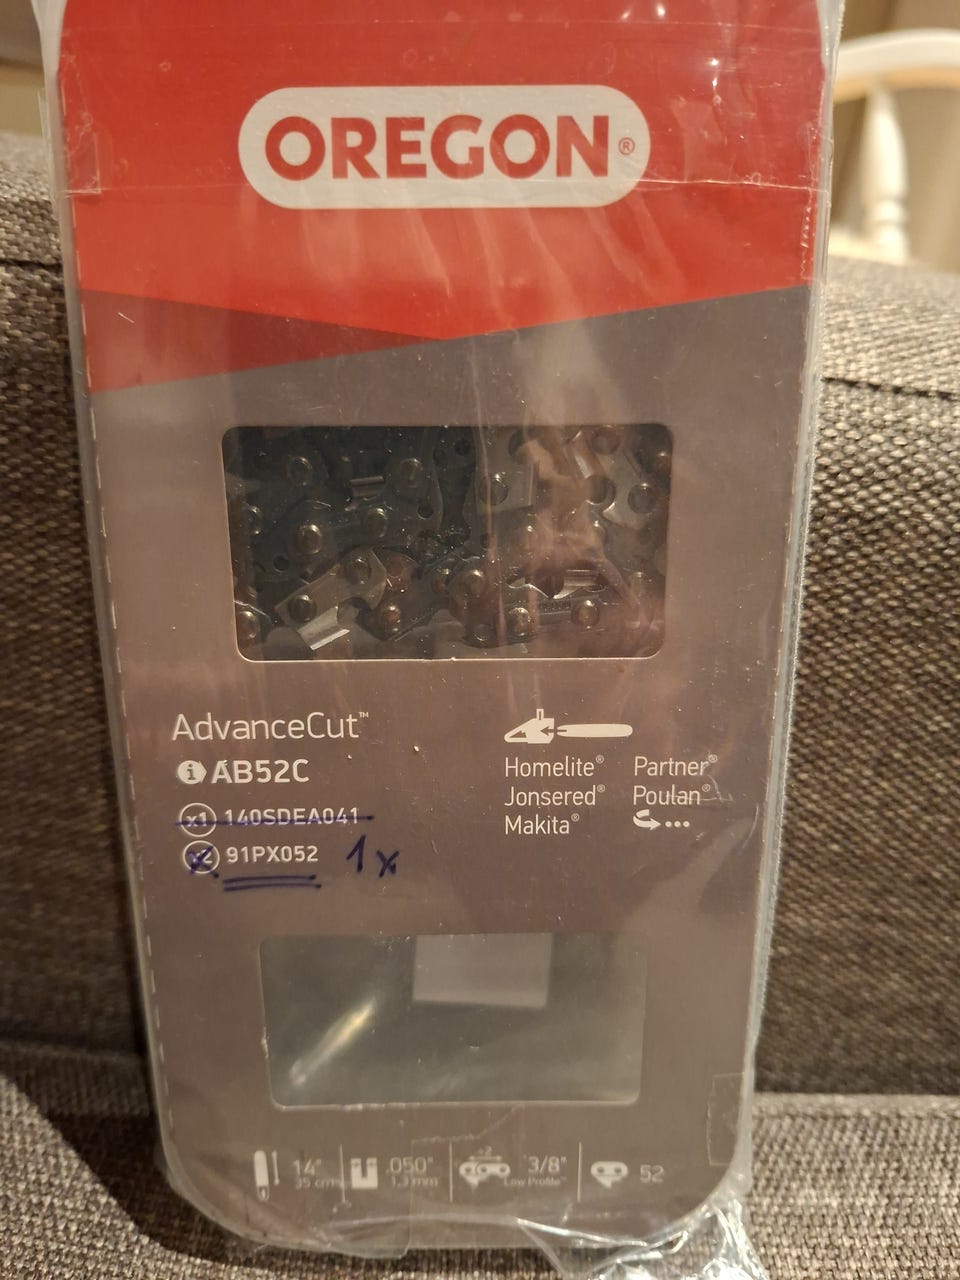 OREGON®
AdvanceCut™
i AB52C
x1 140SDEA041
x2 91PX052 1x
Homelite® Partner®
Jonsered® Poulan®
Makita® ...
14" .050" 3/8" 52
35 cm 1.3 mm Low Profile™